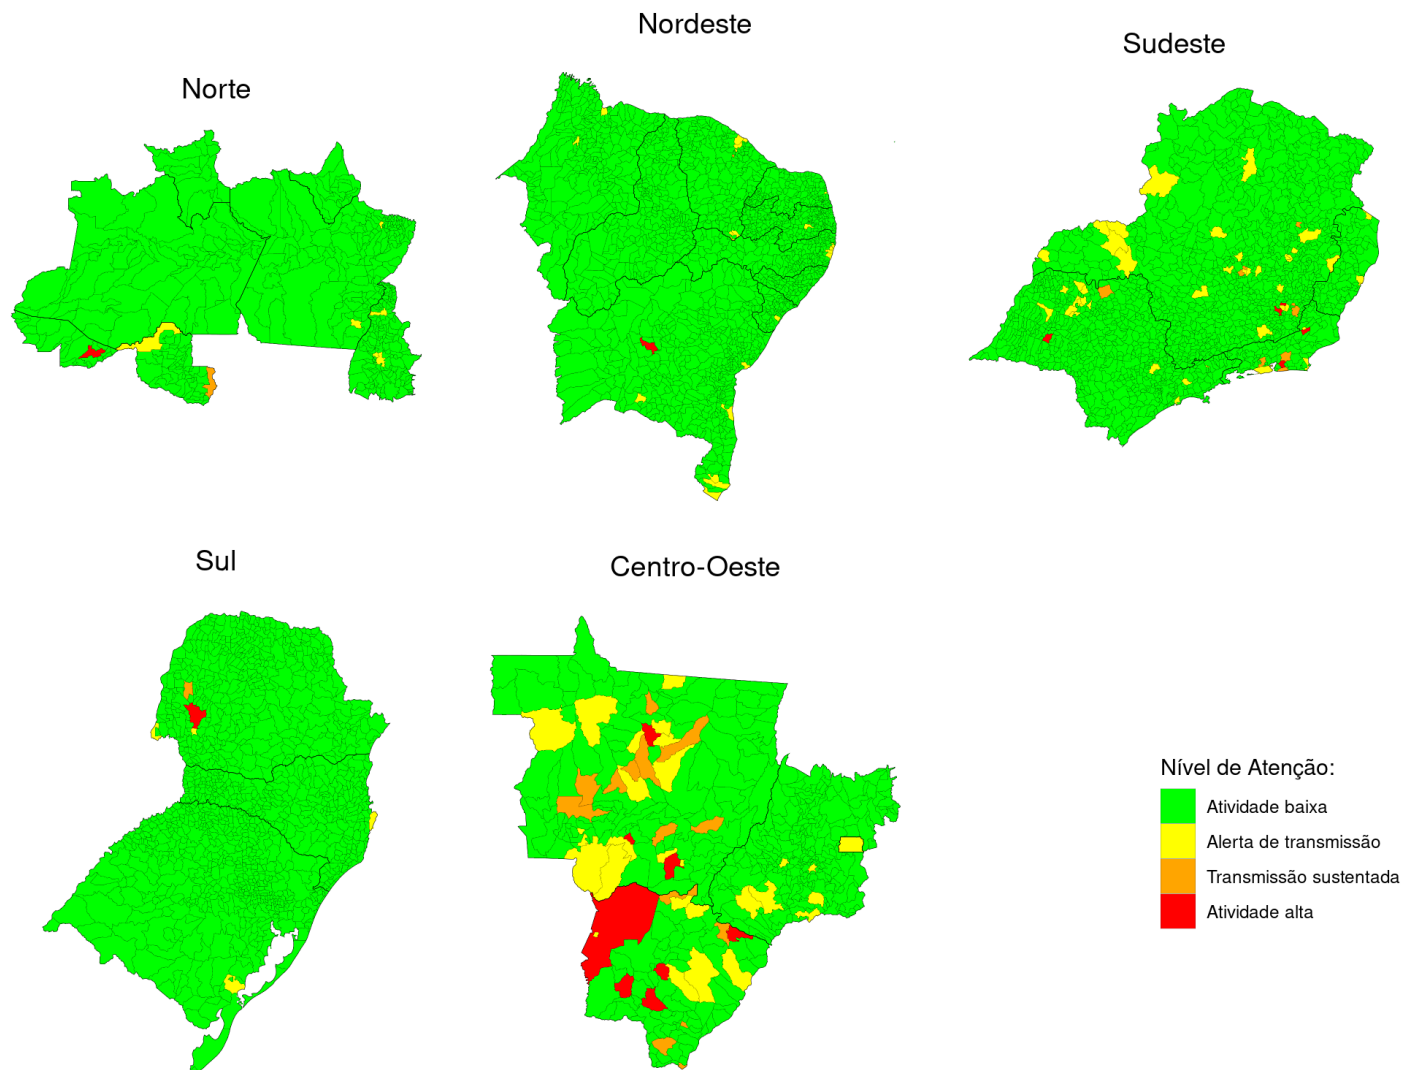 Norte
Nordeste
Sudeste
Sul
Centro-Oeste
Nível de Atenção:
Atividade baixa
Alerta de transmissão
Transmissão sustentada
Atividade alta